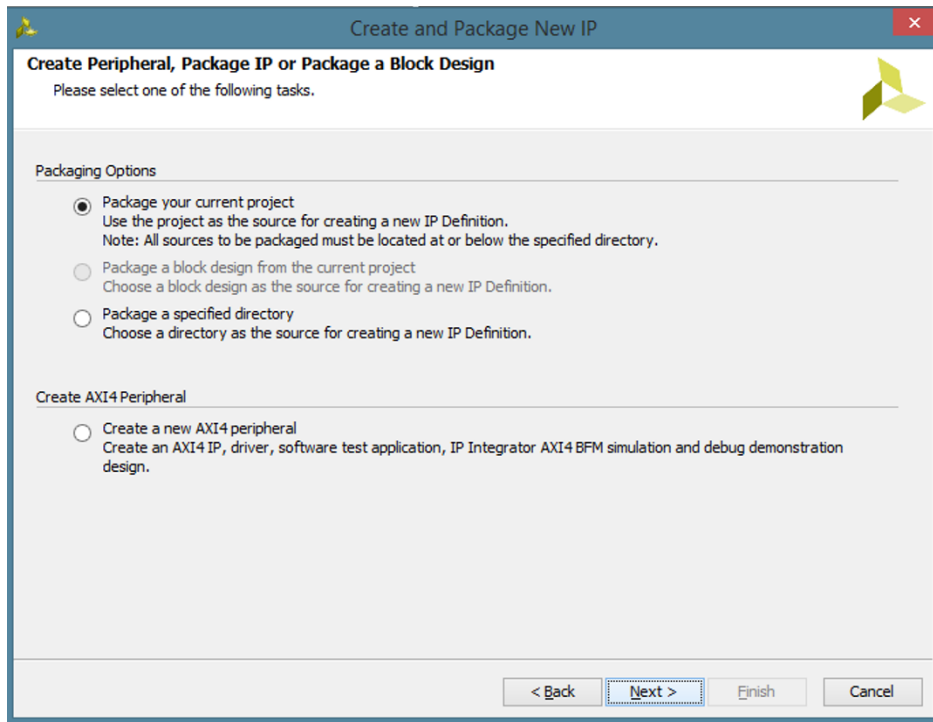 Create and Package New IP
Create Peripheral, Package IP or Package a Block Design
Please select one of the following tasks.
Packaging Options
Package your current project
Use the project as the source for creating a new IP Definition.
Note: All sources to be packaged must be located at or below the specified directory.
Package a block design from the current project
Choose a block design as the source for creating a new IP Definition.
Package a specified directory
Choose a directory as the source for creating a new IP Definition.
Create AXI4 Peripheral
Create a new AXI4 peripheral
Create an AXI4 IP, driver, software test application, IP Integrator AXI4 BFM simulation and debug demonstration
design.
< Back Next > Finish Cancel